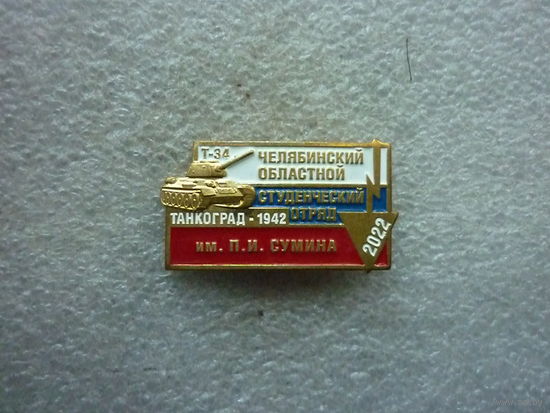 Т-34
ЧЕЛЯБИНСКИЙ
ОБЛАСТНОЙ
СТУДЕНЧЕСКИЙ
ОТРЯД
ТАНКОГРАД - 1942
им. П.И. СУМИНА
2022